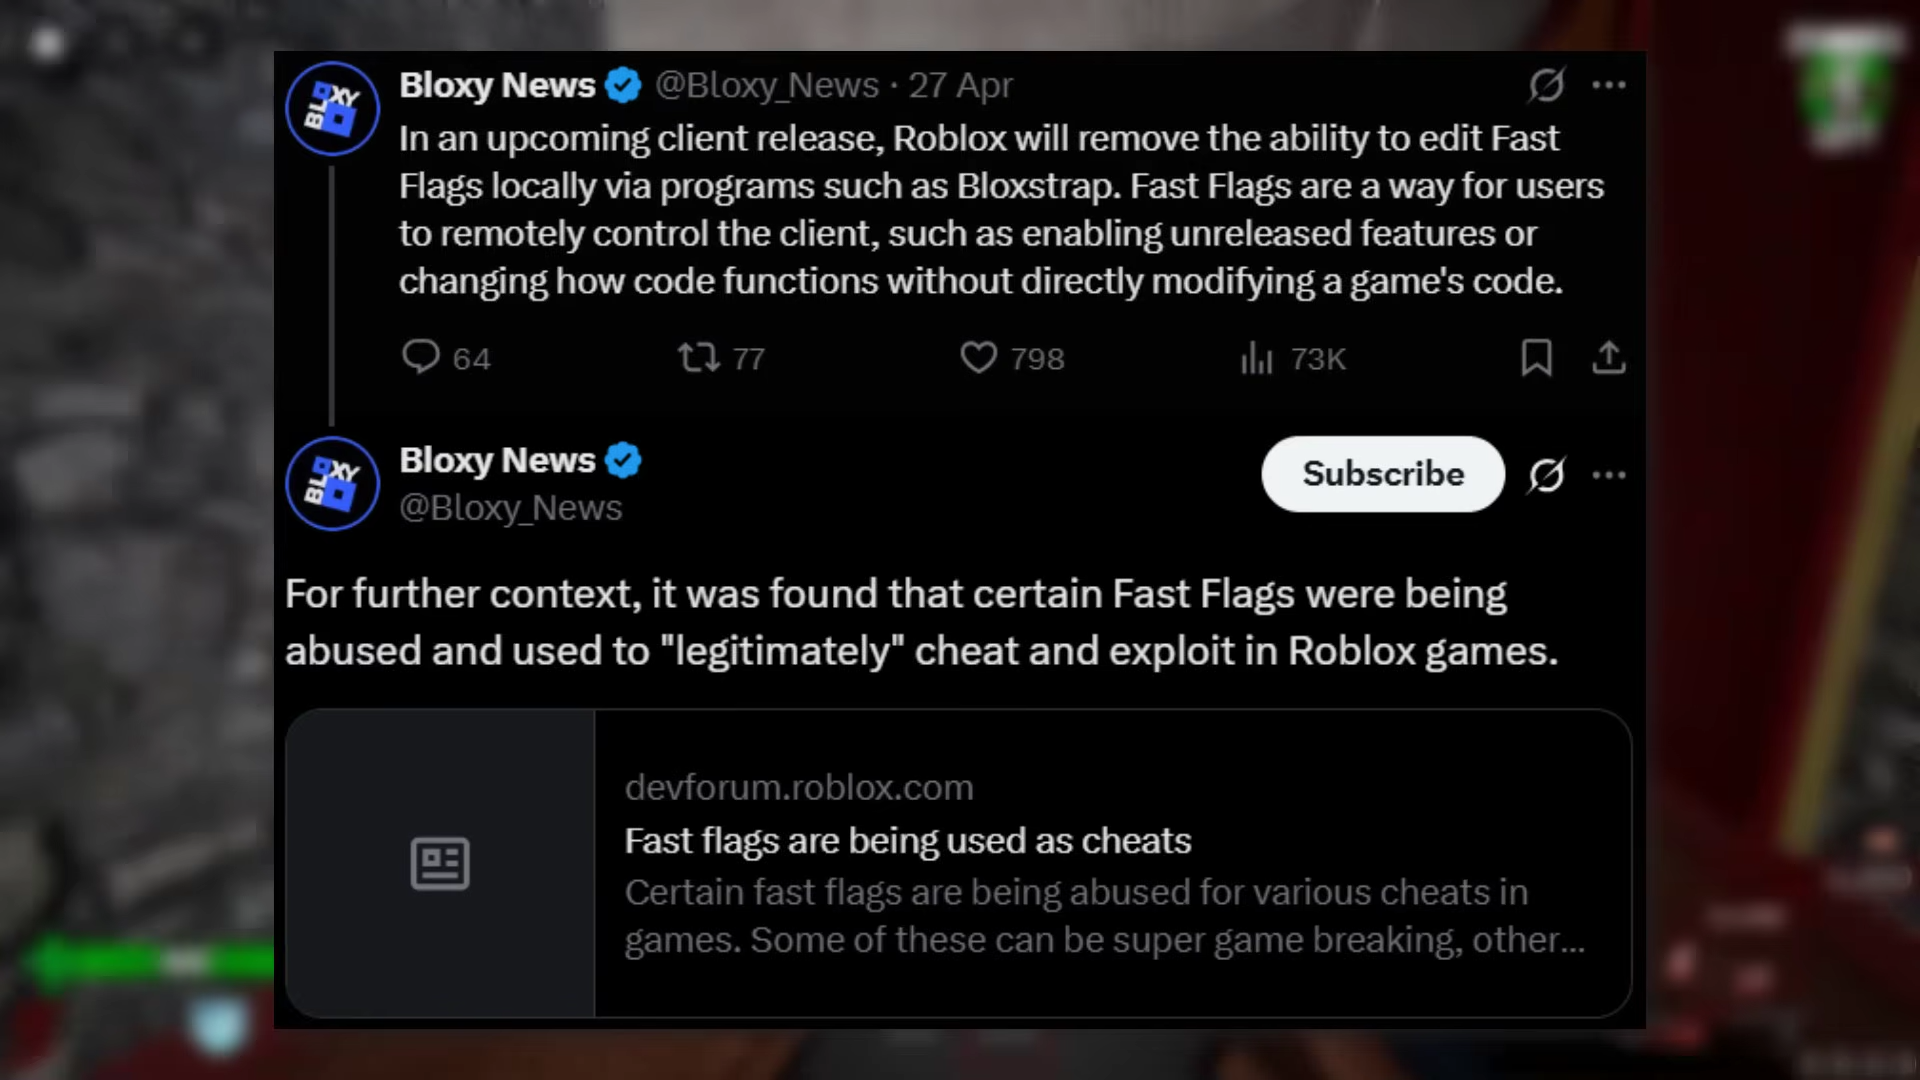 Bloxy News @Bloxy_News · 27 Apr
In an upcoming client release, Roblox will remove the ability to edit Fast
Flags locally via programs such as Bloxstrap. Fast Flags are a way for users
to remotely control the client, such as enabling unreleased features or
changing how code functions without directly modifying a game's code.
64 77 798 73K
Bloxy News
Subscribe
@Bloxy_News
For further context, it was found that certain Fast Flags were being
abused and used to "legitimately" cheat and exploit in Roblox games.
devforum.roblox.com
Fast flags are being used as cheats
Certain fast flags are being abused for various cheats in
games. Some of these can be super game breaking, other...
BLOXY
BLOXY